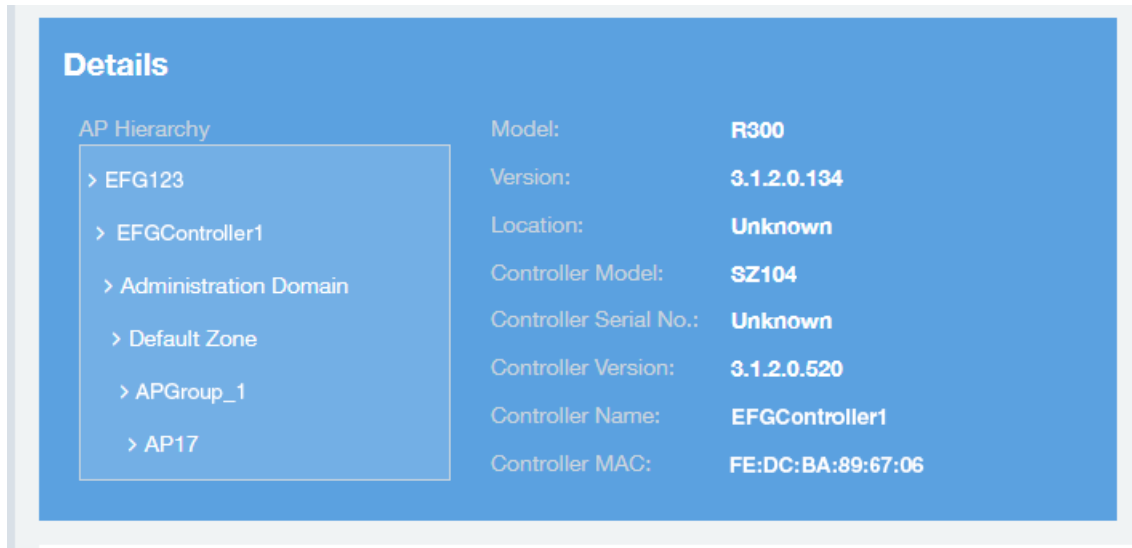 Details
AP Hierarchy
> EFG123
> EFGController1
> Administration Domain
> Default Zone
> APGroup_1
> AP17
Model: R300
Version: 3.1.2.0.134
Location: Unknown
Controller Model: SZ104
Controller Serial No.: Unknown
Controller Version: 3.1.2.0.520
Controller Name: EFGController1
Controller MAC: FE:DC:BA:89:67:06